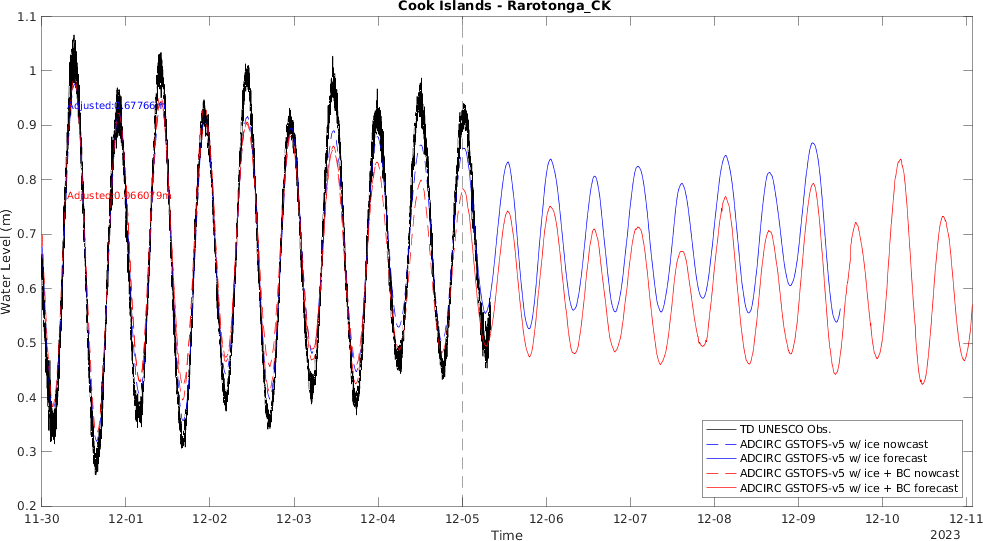 Cook Islands - Rarotonga_CK
1.1
1
0.9
0.8
0.7
0.6
0.5
0.4
0.3
0.2
Water Level (m)
Adjusted:0.066079m
TD UNESCO Obs.
ADCIRC GSTOFS-v5 w/ ice nowcast
ADCIRC GSTOFS-v5 w/ ice forecast
ADCIRC GSTOFS-v5 w/ ice + BC nowcast
ADCIRC GSTOFS-v5 w/ ice + BC forecast
11-30 12-01 12-02 12-03 12-04 12-05 12-06 12-07 12-08 12-09 12-10 12-11
Time
2023